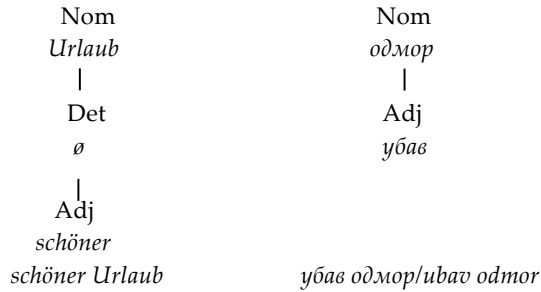 Nom Nom
Urlaub одмор
Det Adj
ø убав
Adj
schöner
schöner Urlaub убав одмор/ubav odmor